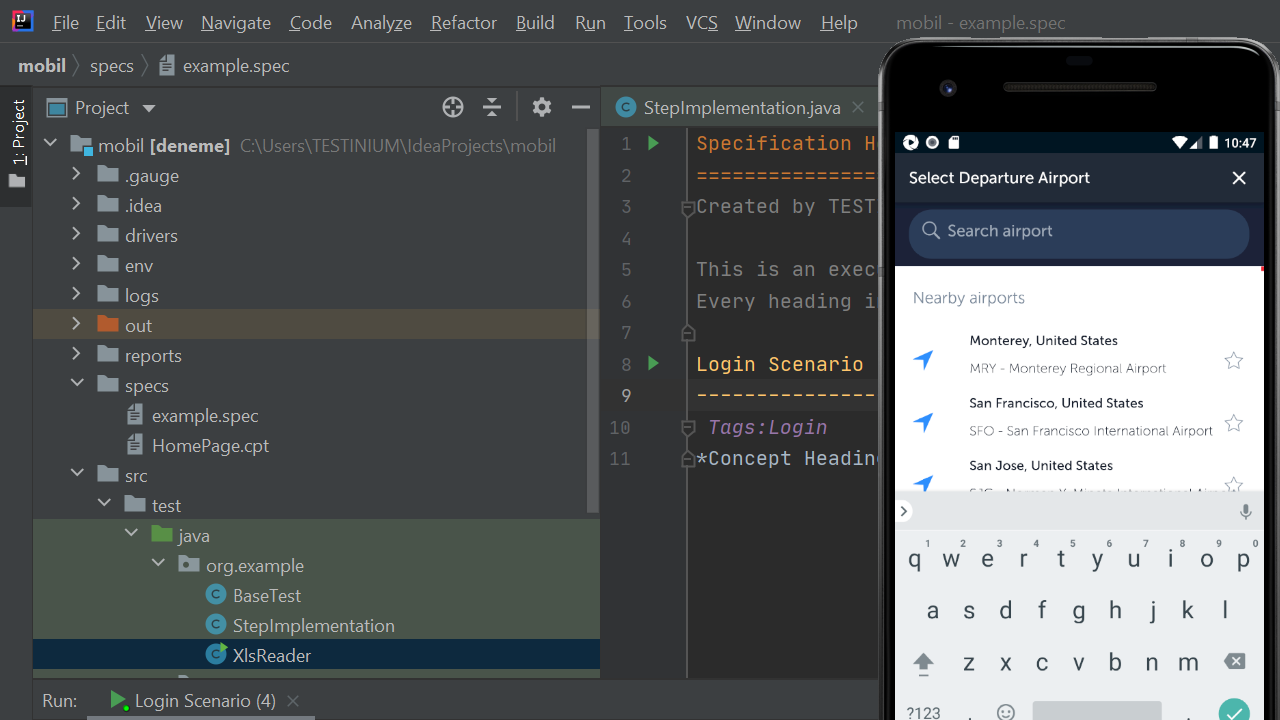 File Edit View Navigate Code Analyze Refactor Build Run Tools VCS Window Help mobil - example.spec
mobil specs example.spec
1: Project
Project
mobil [deneme] C:\Users\TESTINIUM\IdeaProjects\mobil
.gauge
.idea
drivers
env
logs
out
reports
specs
example.spec
HomePage.cpt
src
test
java
org.example
BaseTest
StepImplementation
XlsReader
StepImplementation.java
1 Specification H
2 ===============
3 Created by TEST
4
5 This is an exec
6 Every heading i
7
8 Login Scenario
9 ---------------
10 Tags:Login
11 *Concept Heading
Run: Login Scenario (4)
10:47
Select Departure Airport
Search airport
Nearby airports
Monterey, United States
MRY - Monterey Regional Airport
San Francisco, United States
SFO - San Francisco International Airport
San Jose, United States
1 2 3 4 5 6 7 8 9 0
q w e r t y u i o p
a s d f g h j k l
z x c v b n m
?123